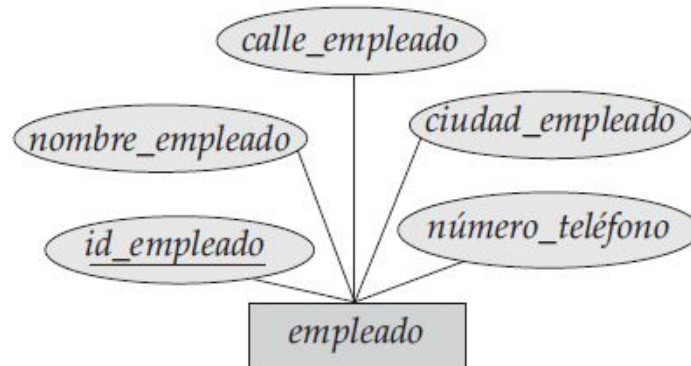 calle_empleado
nombre_empleado
ciudad_empleado
id_empleado
número_teléfono
empleado